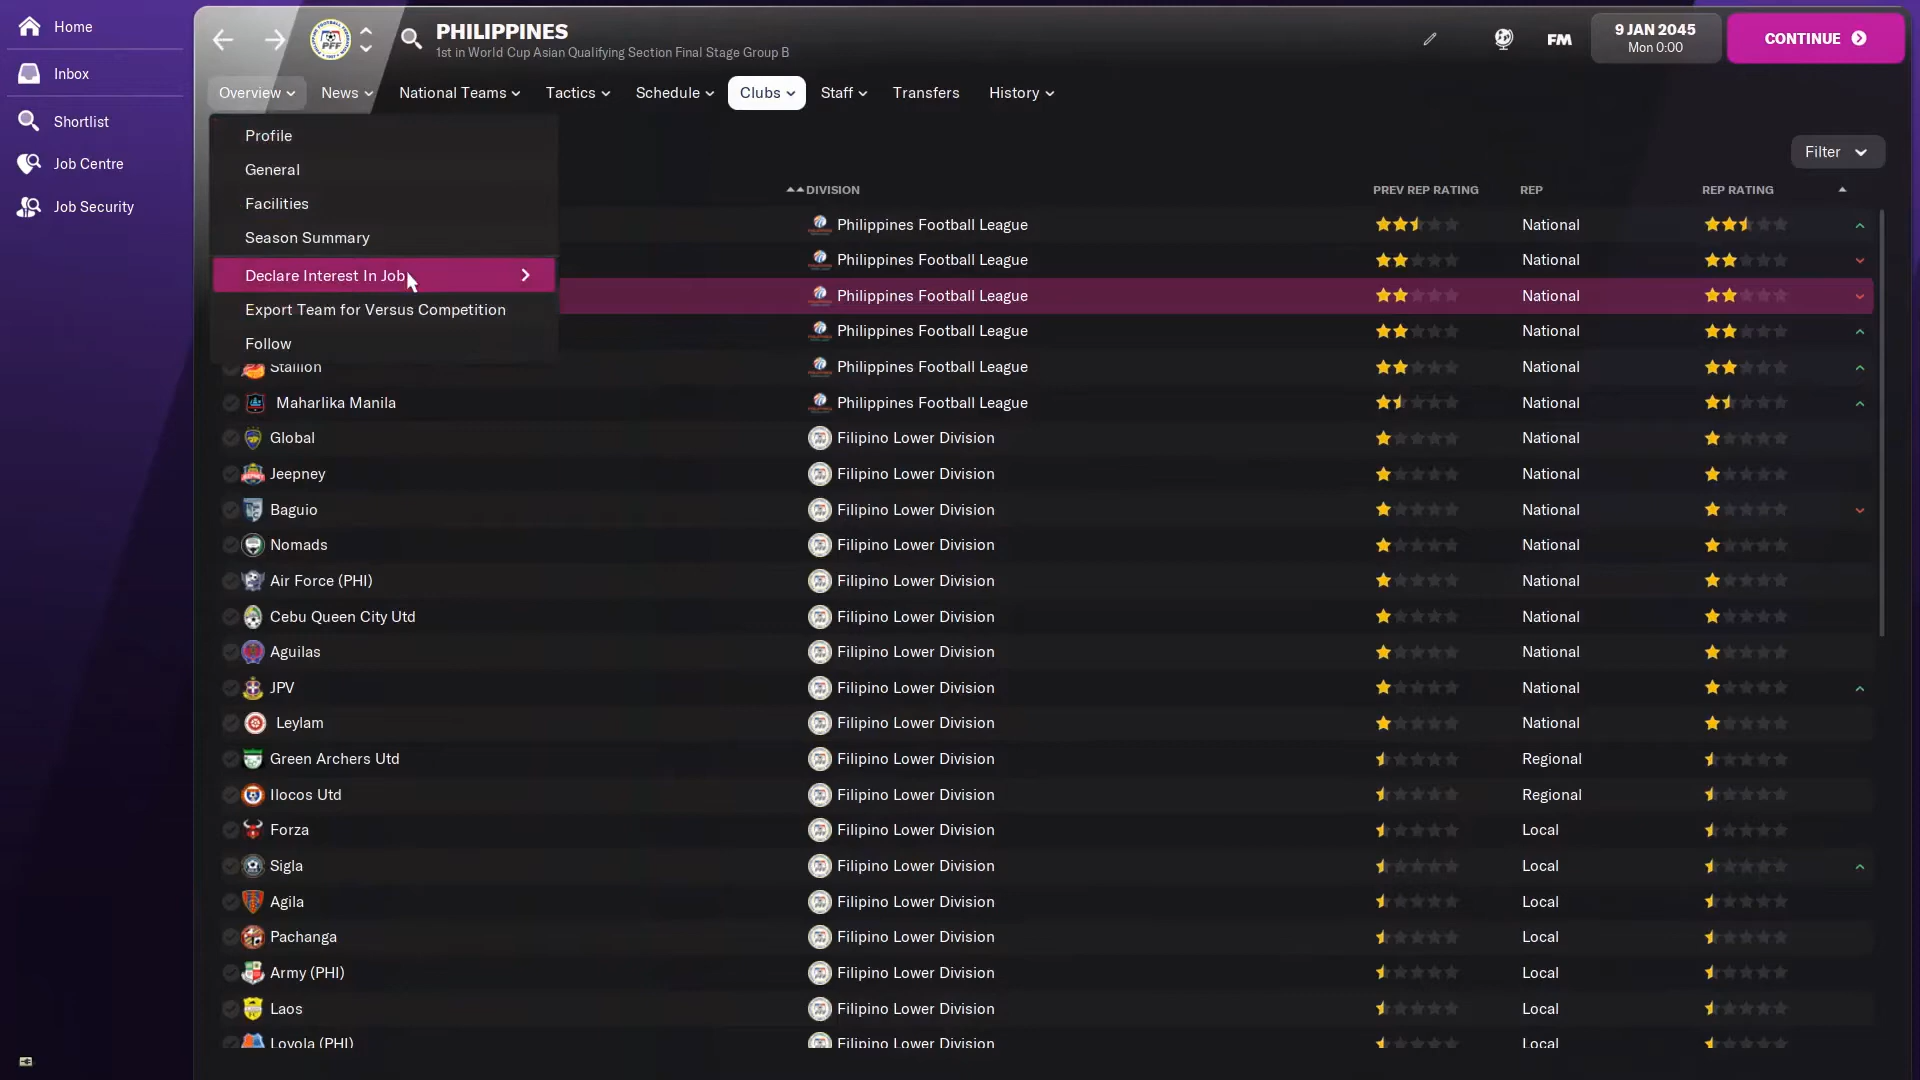 Home
Inbox
Shortlist
Job Centre
Job Security
PHILIPPINES
1st in World Cup Asian Qualifying Section Final Stage Group B
FM
9 JAN 2045
Mon 0:00
CONTINUE
Overview News National Teams Tactics Schedule Clubs Staff Transfers History
Profile
General
Facilities
Season Summary
Declare Interest In Job
Export Team for Versus Competition
Follow
Filter
DIVISION PREV REP RATING REP REP RATING
Philippines Football League National
Philippines Football League National
Philippines Football League National
Philippines Football League National
Stallion Philippines Football League National
Maharlika Manila Philippines Football League National
Global Filipino Lower Division National
Jeepney Filipino Lower Division National
Baguio Filipino Lower Division National
Nomads Filipino Lower Division National
Air Force (PHI) Filipino Lower Division National
Cebu Queen City Utd Filipino Lower Division National
Aguilas Filipino Lower Division National
JPV Filipino Lower Division National
Leylam Filipino Lower Division National
Green Archers Utd Filipino Lower Division Regional
Ilocos Utd Filipino Lower Division Regional
Forza Filipino Lower Division Local
Sigla Filipino Lower Division Local
Agila Filipino Lower Division Local
Pachanga Filipino Lower Division Local
Army (PHI) Filipino Lower Division Local
Laos Filipino Lower Division Local
Loyola (PHI) Filipino Lower Division Local